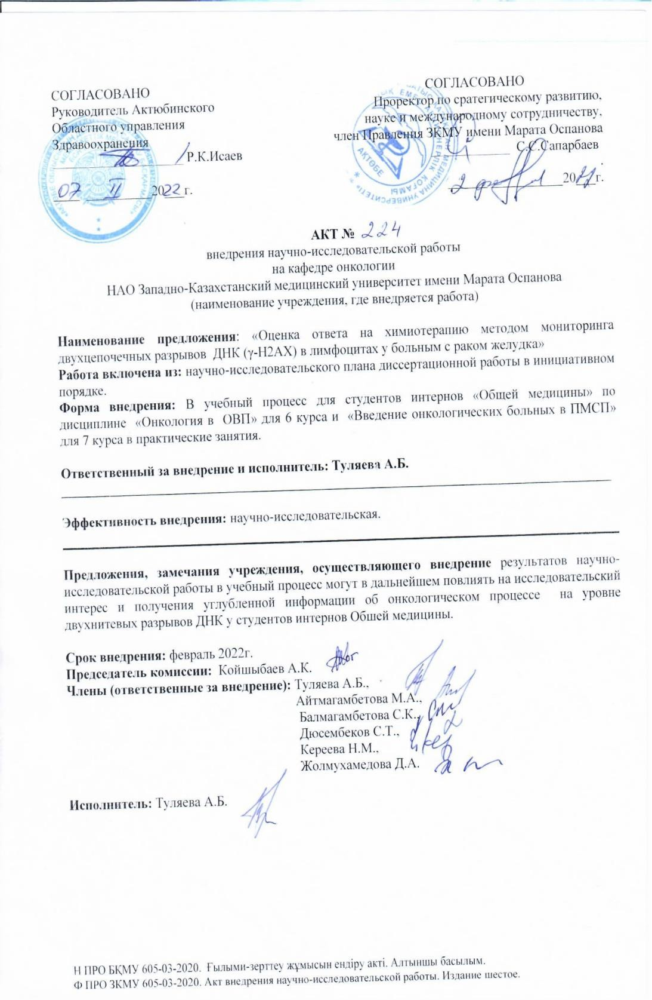 СОГЛАСОВАНО
Руководитель Актюбинского
Областного управления
Здравоохранения
Р.К.Исаев
07 II 2022 г.
СОГЛАСОВАНО
Проректор по сратегическому развитию,
науке и международному сотрудничеству,
член Правления ЗКМУ имени Марата Оспанова
С.С.Сапарбаев
2022 г.
АКТӨБЕ
АКТ № 224
внедрения научно-исследовательской работы
на кафедре онкологии
НАО Западно-Казахстанский медицинский университет имени Марата Оспанова
(наименование учреждения, где внедряется работа)
Наименование предложения: «Оценка ответа на химиотерапию методом мониторинга
двухцепочечных разрывов ДНК (γ-H2AX) в лимфоцитах у больным с раком желудка»
Работа включена из: научно-исследовательского плана диссертационной работы в инициативном
порядке.
Форма внедрения: В учебный процесс для студентов интернов «Общей медицины» по
дисциплине «Онкология в ОВП» для 6 курса и «Введение онкологических больных в ПМСП»
для 7 курса в практические занятия.
Ответственный за внедрение и исполнитель: Туляева А.Б.
Эффективность внедрения: научно-исследовательская.
Предложения, замечания учреждения, осуществляющего внедрение результатов научно-
исследовательской работы в учебный процесс могут в дальнейшем повлиять на исследовательский
интерес и получения углубленной информации об онкологическом процессе на уровне
двухнитевых разрывов ДНК у студентов интернов Обшей медицины.
Срок внедрения: февраль 2022г.
Председатель комиссии: Койшыбаев А.К.
Члены (ответственные за внедрение): Туляева А.Б.,
Айтмагамбетова М.А.,
Балмагамбетова С.К.,
Дюсембеков С.Т.,
Кереева Н.М.,
Жолмухамедова Д.А.
Исполнитель: Туляева А.Б.
Н ПРО БҚМУ 605-03-2020. Ғылыми-зерттеу жұмысын ендіру акті. Алтыншы басылым.
Ф ПРО ЗКМУ 605-03-2020. Акт внедрения научно-исследовательской работы. Издание шестое.